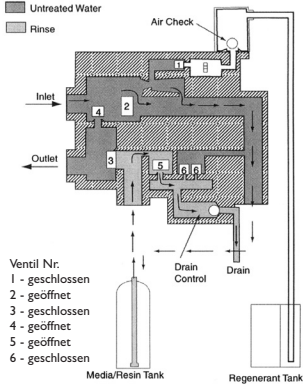 Untreated Water
Rinse
Air Check
1
Inlet
2
4
Outlet
3
5
6 6
Drain Control
Drain
Ventil Nr.
1 - geschlossen
2 - geöffnet
3 - geschlossen
4 - geöffnet
5 - geöffnet
6 - geschlossen
Media/Resin Tank
Regenerant Tank